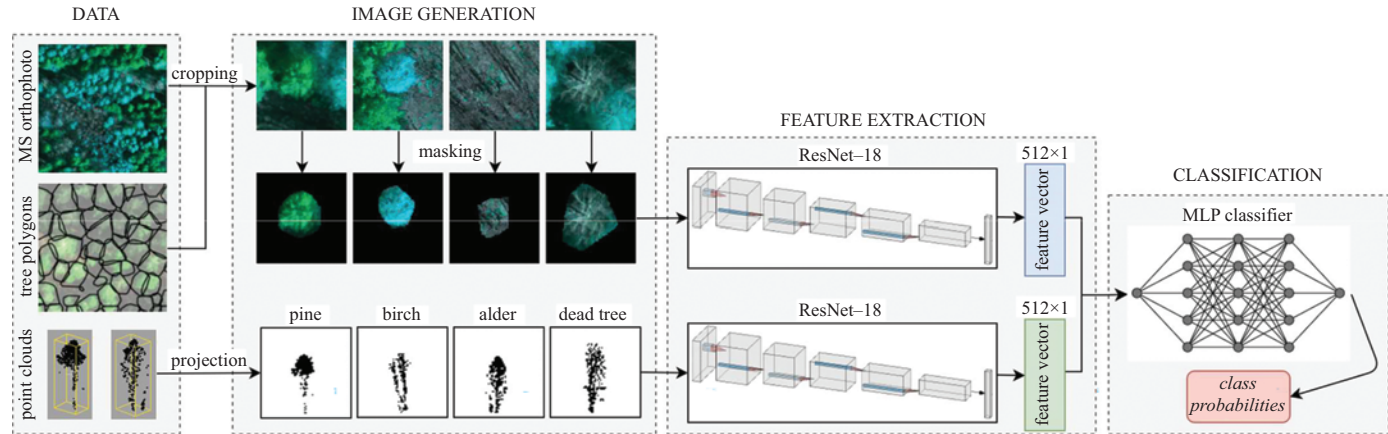 DATA
IMAGE GENERATION
MS orthophoto
cropping
masking
tree polygons
point clouds
projection
pine
birch
alder
dead tree
FEATURE EXTRACTION
ResNet–18
512×1
feature vector
ResNet–18
512×1
feature vector
CLASSIFICATION
MLP classifier
class
probabilities